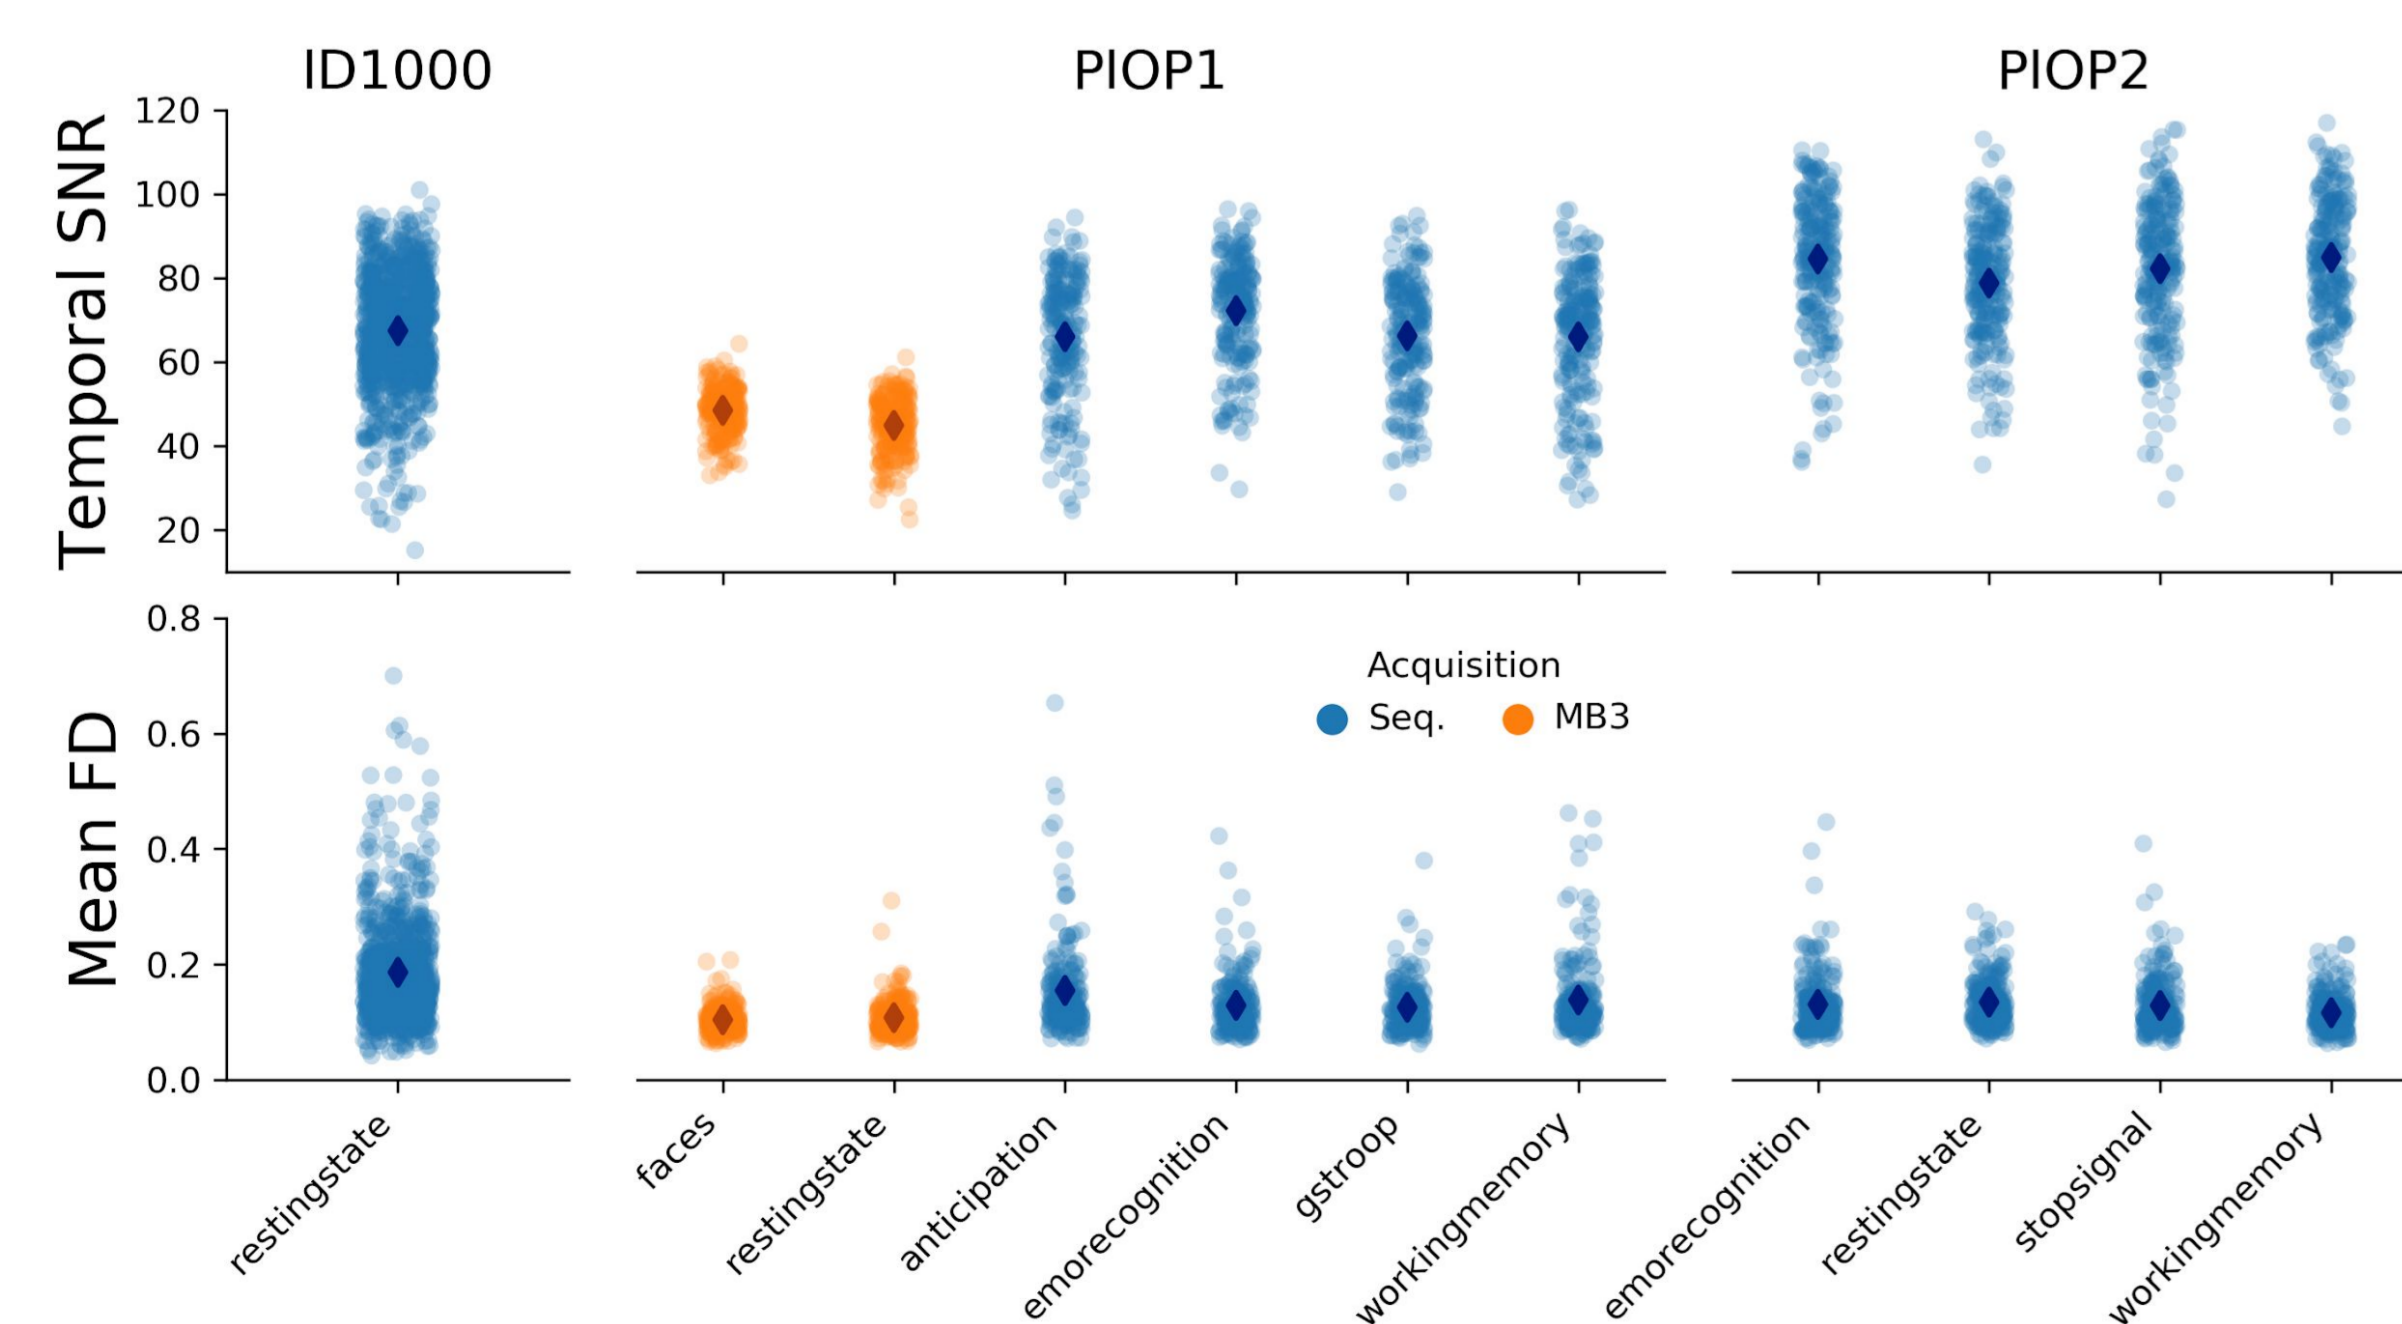 ID1000 PIOP1 PIOP2
Temporal SNR
120
100
80
60
40
20
Mean FD
0.8
0.6
0.4
0.2
0.0
Acquisition
Seq. MB3
restingstate
faces
restingstate
anticipation
emorecognition
gstroop
workingmemory
emorecognition
restingstate
stopsignal
workingmemory